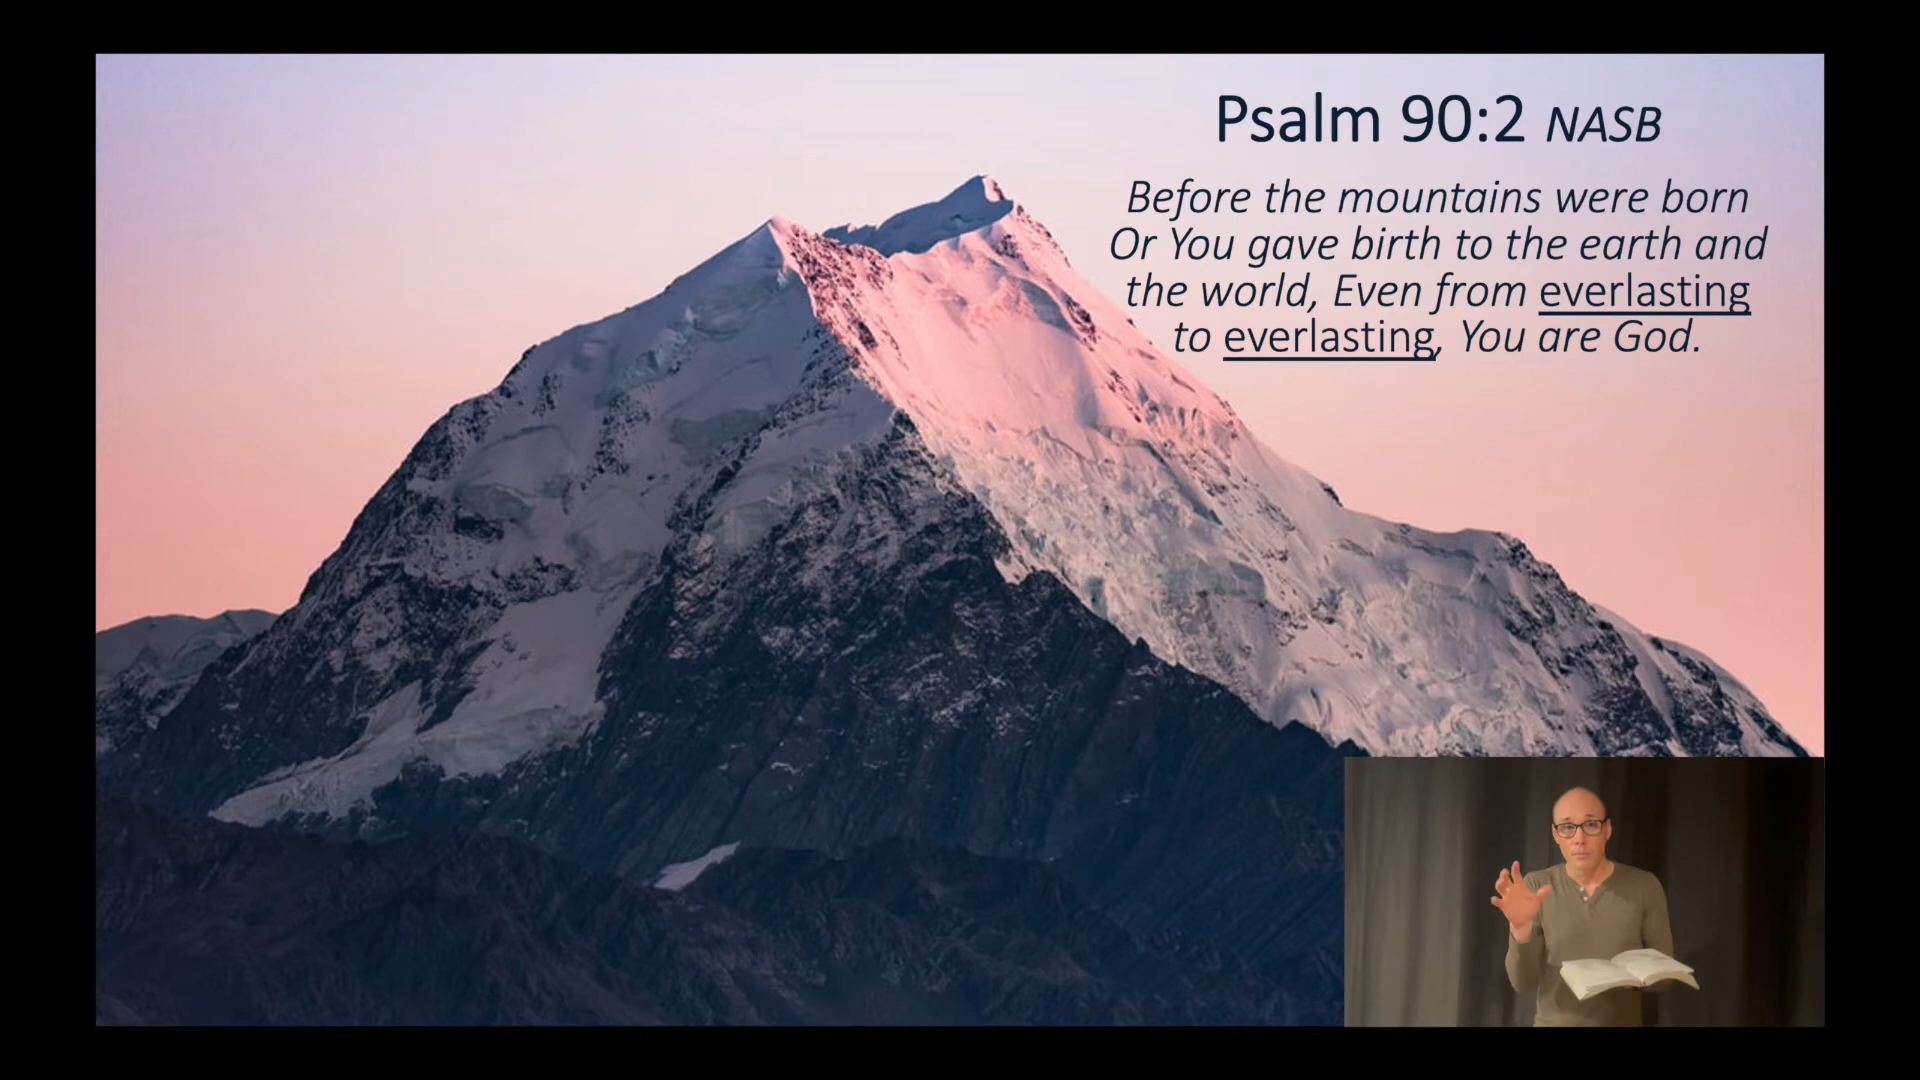 Psalm 90:2 NASB
Before the mountains were born
Or You gave birth to the earth and
the world, Even from everlasting
to everlasting, You are God.